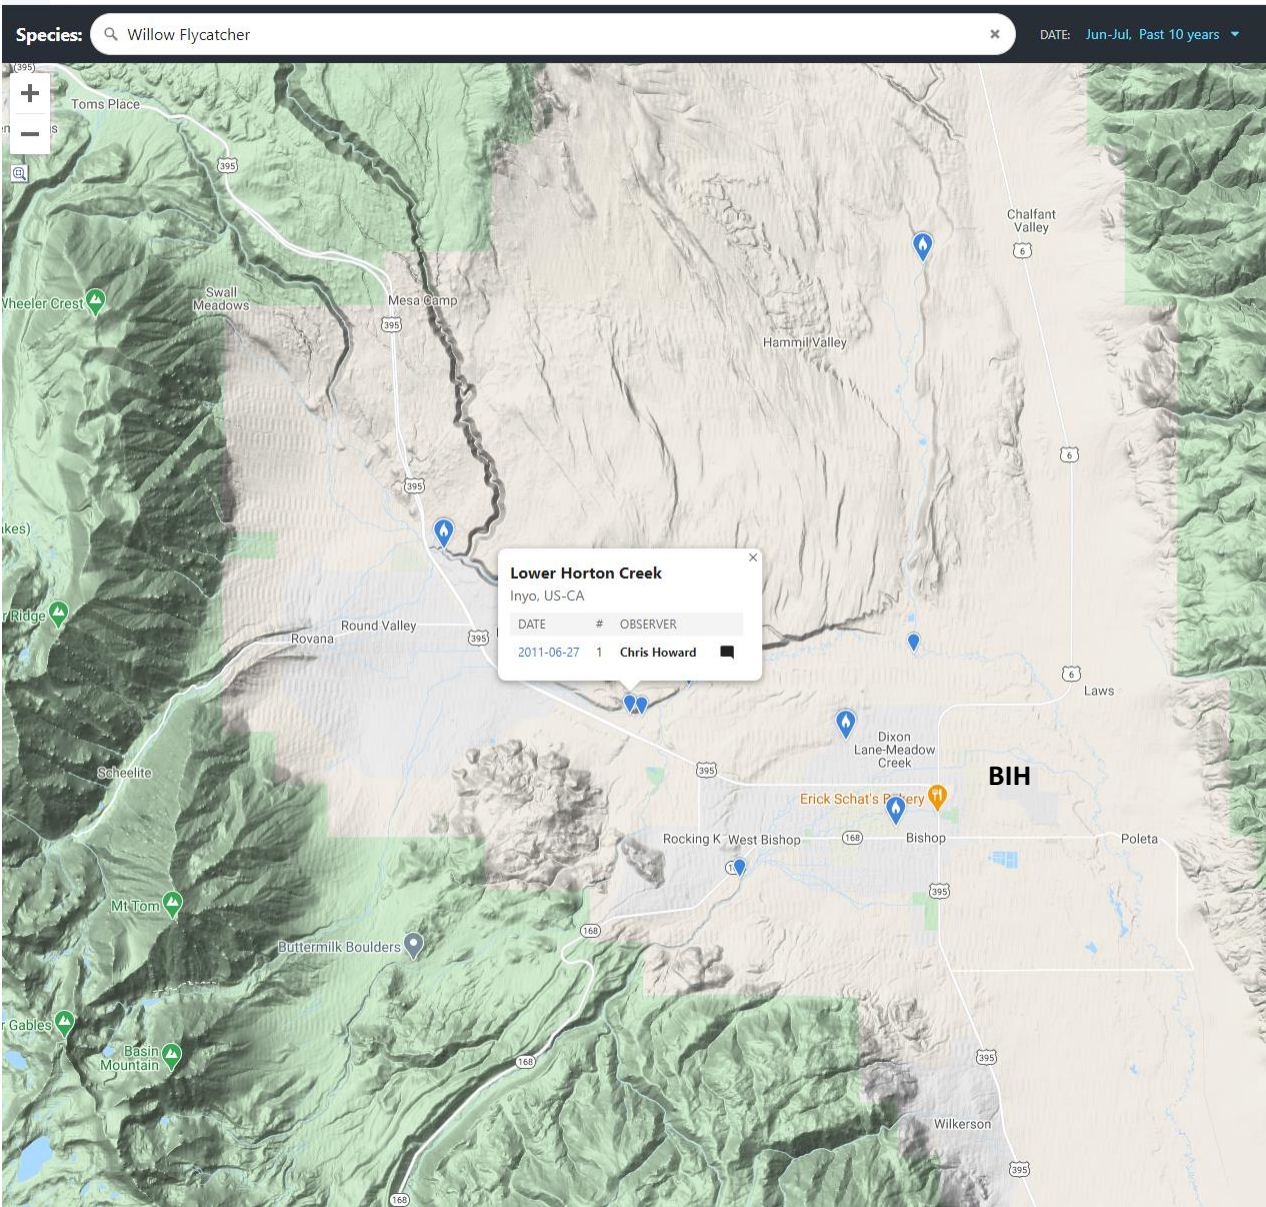 Species:
Willow Flycatcher
DATE:
Jun-Jul, Past 10 years
395
Toms Place
395
Chalfant
Valley
6
Wheeler Crest
Swall
Meadows
Mesa Camp
395
Hammil Valley
6
395
Lower Horton Creek
Inyo, US-CA
DATE # OBSERVER
2011-06-27 1 Chris Howard
Round Valley
Rovana
395
6
Laws
Dixon
Lane-Meadow
Creek
Scheelite
395
BIH
Erick Schat's Bakery
Rocking K
West Bishop
168
Bishop
Poleta
395
Mt Tom
168
Buttermilk Boulders
Gables
Basin
Mountain
168
395
Wilkerson
395
168
Ridge